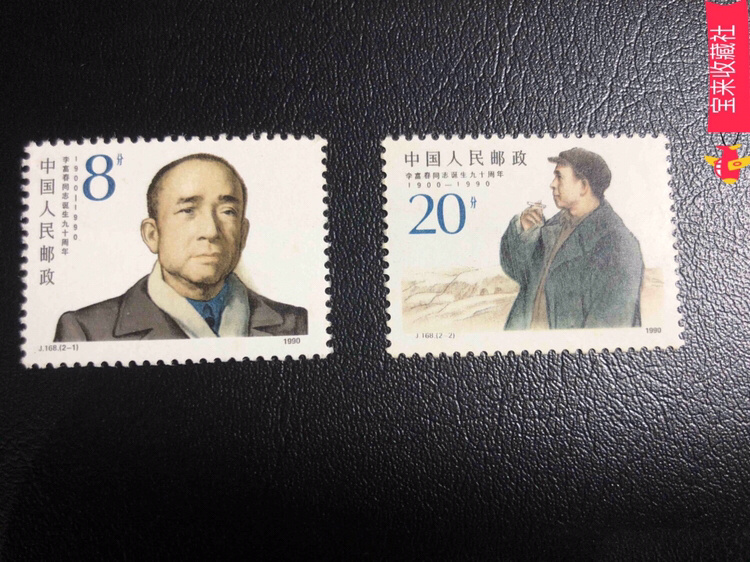 8分
中国人民邮政
李富春同志诞生九十周年
1900—1990
J.168.(2-1)
1990
中国人民邮政
李富春同志诞生九十周年
1900—1990
20分
J.168.(2-2)
1990
宝来收藏社